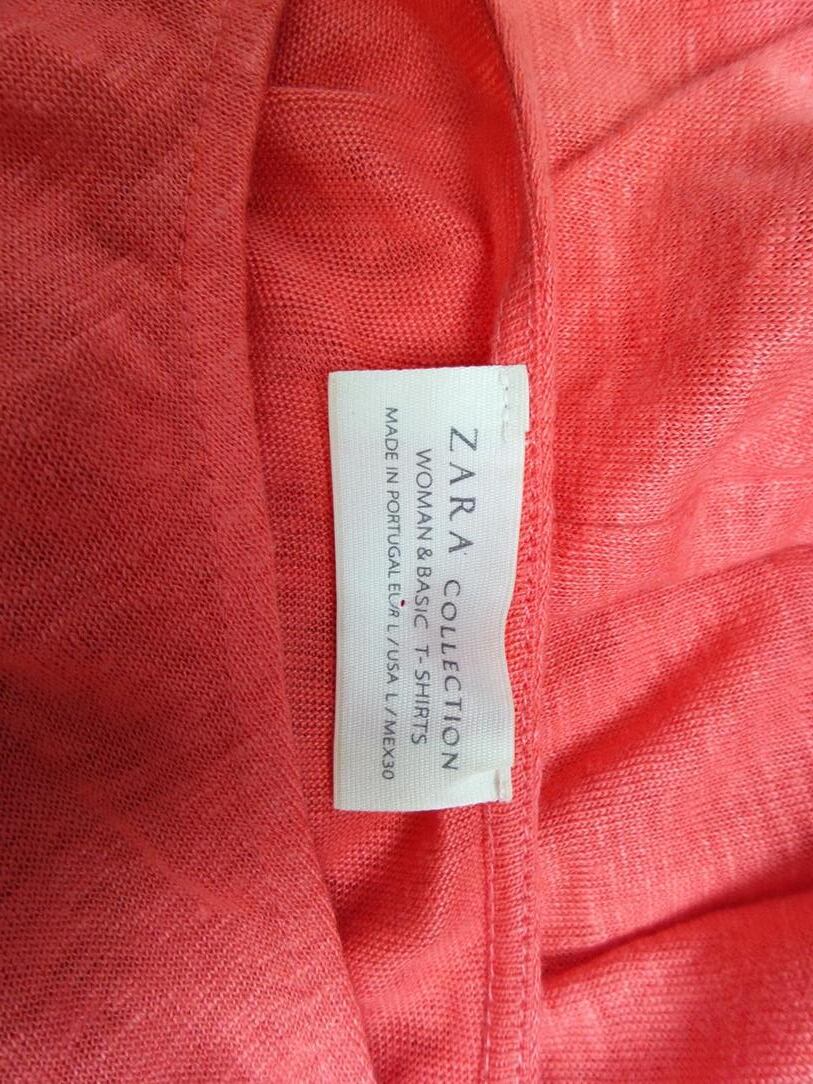 ZARA COLLECTION
WOMAN & BASIC T-SHIRTS
MADE IN PORTUGAL EUR L / USA L / MEX30